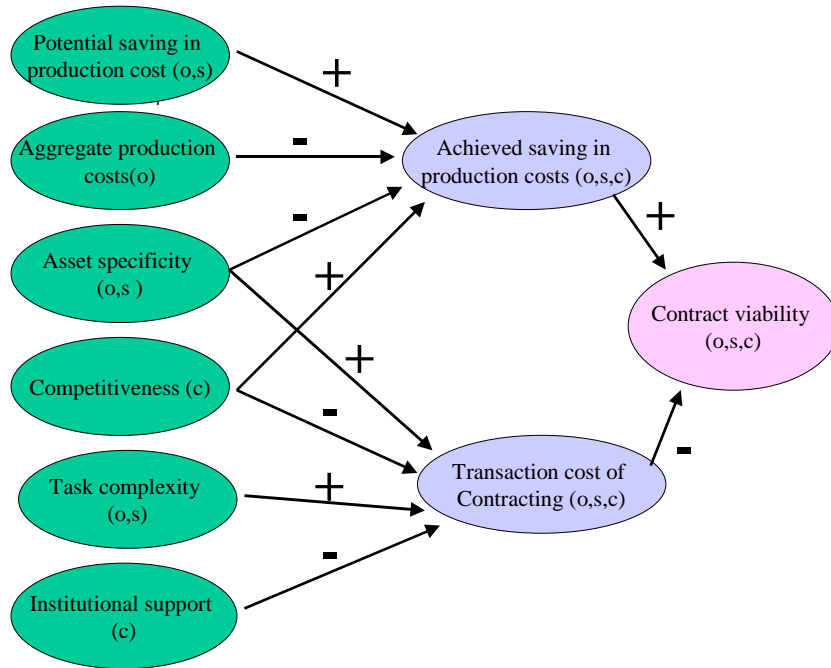 Potential saving in
production cost (o,s)
+
Aggregate production
costs(o)
-
Achieved saving in
production costs (o,s,c)
-
+
Asset specificity
(o,s )
+
Contract viability
(o,s,c)
+
Competitiveness (c)
-
-
Transaction cost of
Contracting (o,s,c)
Task complexity
(o,s)
+
-
Institutional support
(c)